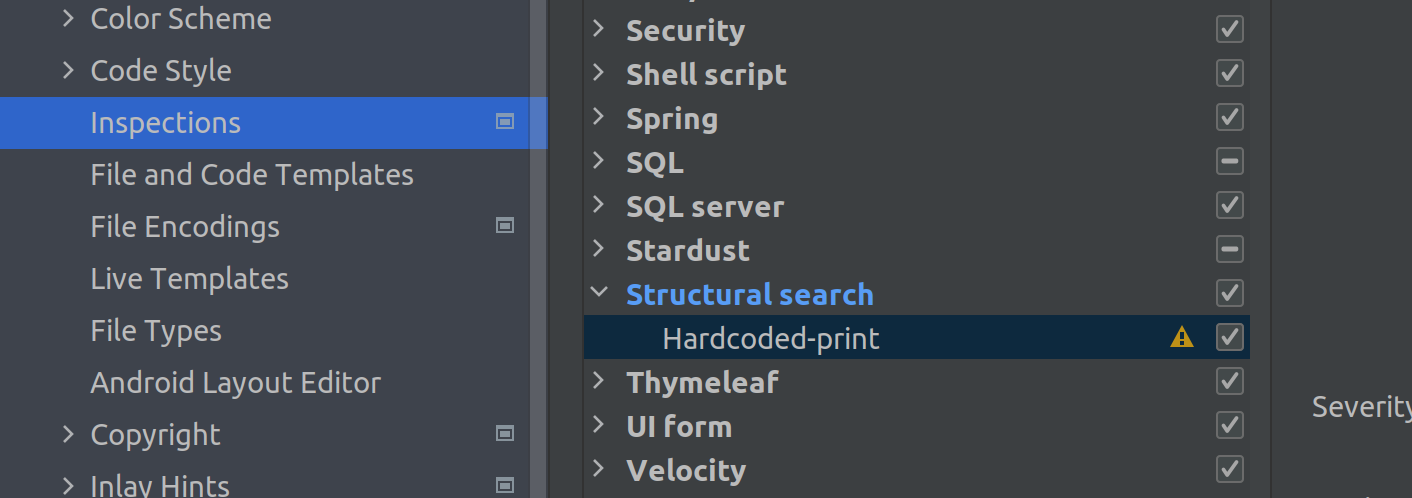 Color Scheme
Code Style
Inspections
File and Code Templates
File Encodings
Live Templates
File Types
Android Layout Editor
Copyright
Inlay Hints
Security
Shell script
Spring
SQL
SQL server
Stardust
Structural search
Hardcoded-print
Thymeleaf
UI form
Velocity